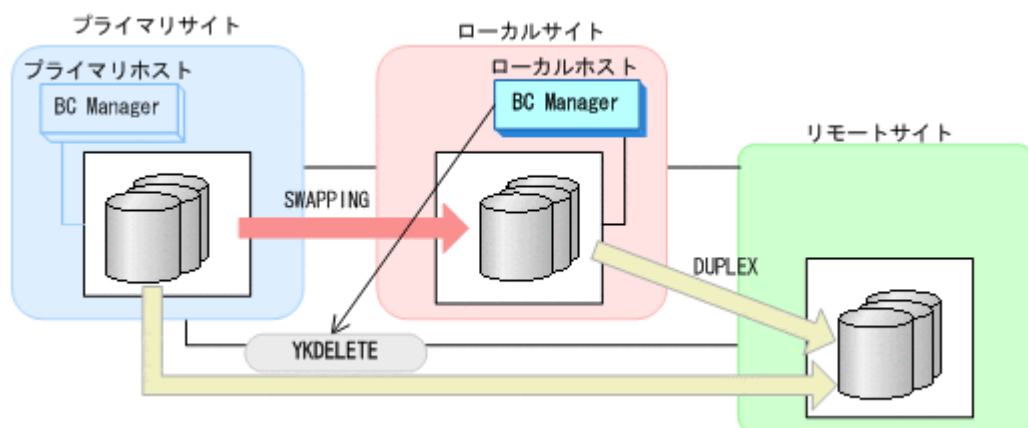 プライマリサイト
ローカルサイト
プライマリホスト
ローカルホスト
BC Manager
BC Manager
リモートサイト
SWAPPING
DUPLEX
YKDELETE